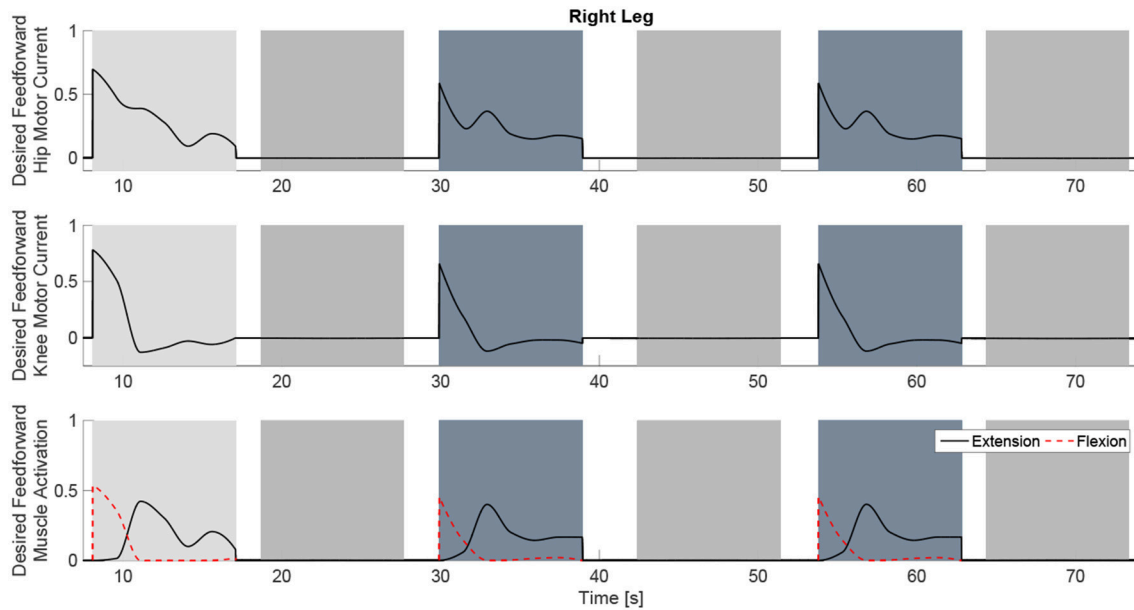 Right Leg
Desired Feedforward
Hip Motor Current
1
0.5
0
10 20 30 40 50 60 70
Desired Feedforward
Knee Motor Current
1
0.5
0
10 20 30 40 50 60 70
Desired Feedforward
Muscle Activation
1
0.5
0
Extension Flexion
10 20 30 40 50 60 70
Time [s]